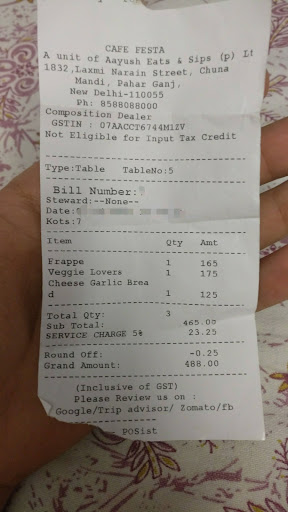 CAFE FESTA
A unit of Aayush Eats & Sips (p) Lt
1832,Laxmi Narain Street, Chuna
Mandi, Pahar Ganj,
New Delhi-110055
Ph: 8588088000
Composition Dealer
GSTIN : 07AACCT6744M1ZV
Not Eligible for Input Tax Credit
Type:Table TableNo:5
Bill Number:
Steward:--None--
Date:
Kots:7
Item Qty Amt
Frappe 1 165
Veggie Lovers 1 175
Cheese Garlic Brea
d 1 125
Total Qty: 3
Sub Total: 465.00
SERVICE CHARGE 5% 23.25
Round Off: -0.25
Grand Amount: 488.00
(Inclusive of GST)
Please Review us on :
Google/Trip advisor/ Zomato/fb
POSist